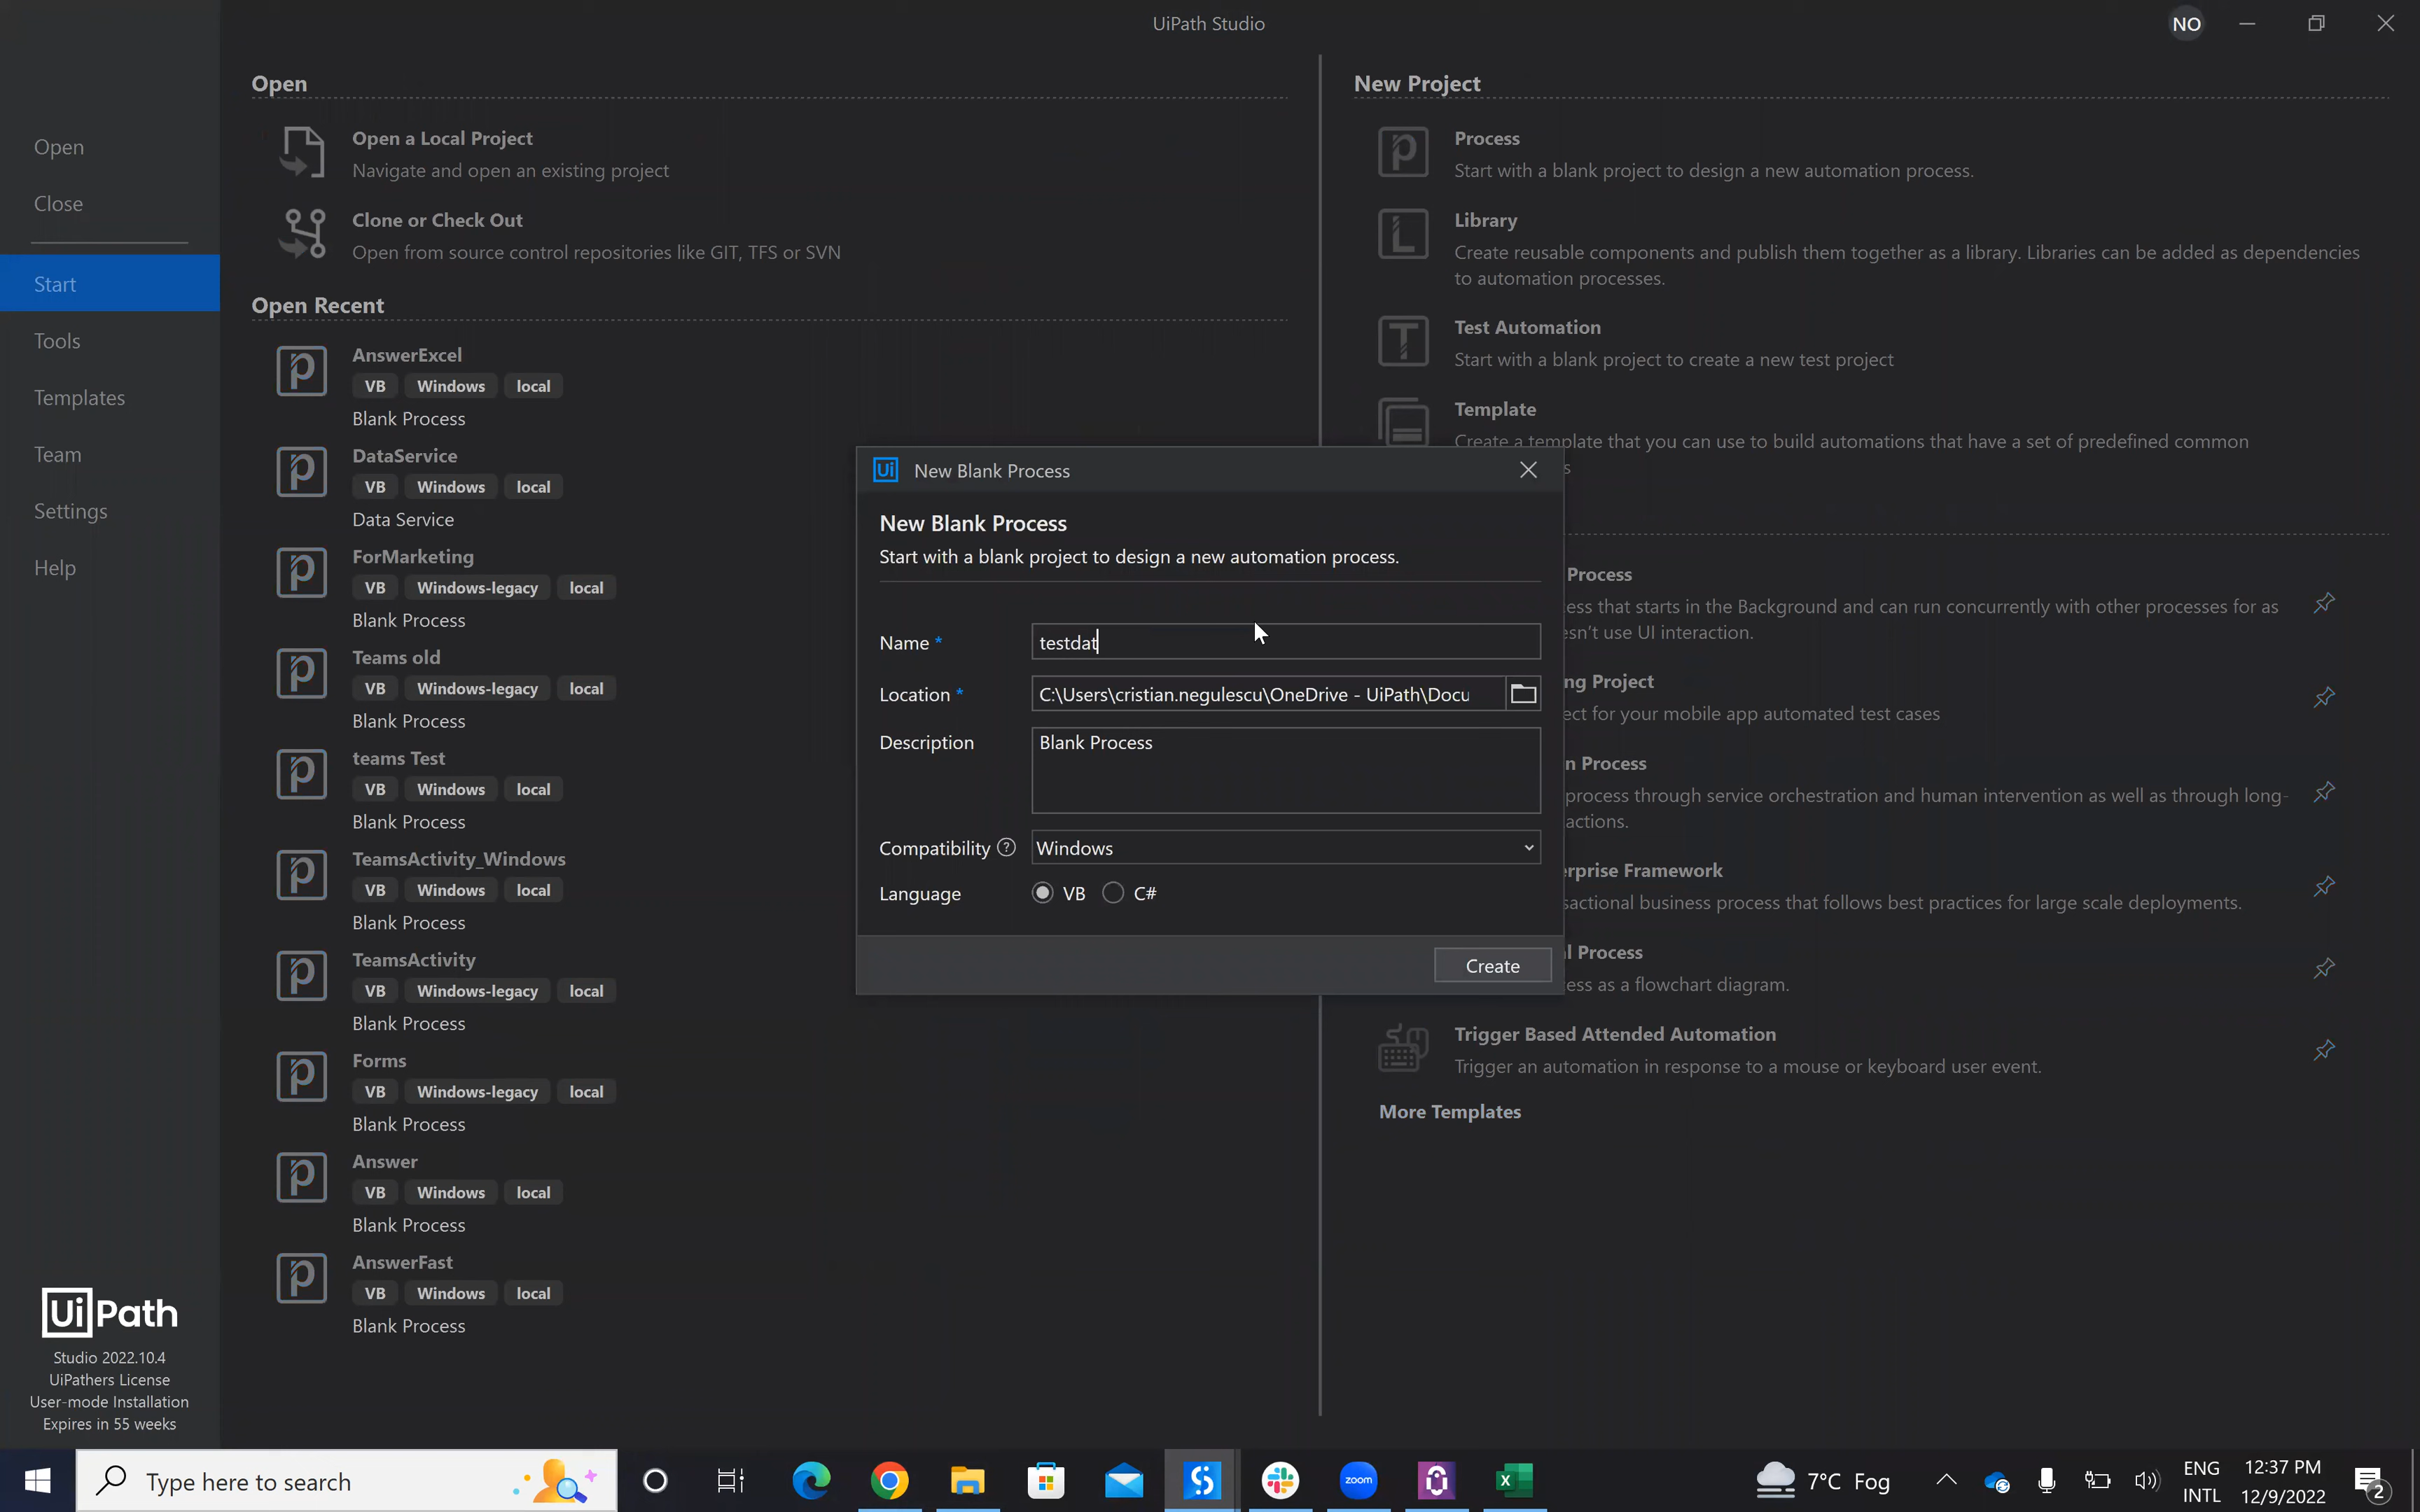 UiPath Studio
NO
Open
Close
Start
Tools
Templates
Team
Settings
Help
UiPath
Studio 2022.10.4
UiPathers License
User-mode Installation
Expires in 55 weeks
Open
Open a Local Project
Navigate and open an existing project
Clone or Check Out
Open from source control repositories like GIT, TFS or SVN
Open Recent
AnswerExcel
VB Windows local
Blank Process
DataService
VB Windows local
Data Service
ForMarketing
VB Windows-legacy local
Blank Process
Teams old
VB Windows-legacy local
Blank Process
teams Test
VB Windows local
Blank Process
TeamsActivity_Windows
VB Windows local
Blank Process
TeamsActivity
VB Windows-legacy local
Blank Process
Forms
VB Windows-legacy local
Blank Process
Answer
VB Windows local
Blank Process
AnswerFast
VB Windows local
Blank Process
New Project
Process
Start with a blank project to design a new automation process.
Library
Create reusable components and publish them together as a library. Libraries can be added as dependencies
to automation processes.
Test Automation
Start with a blank project to create a new test project
Template
Create a template that you can use to build automations that have a set of predefined common
s
Process
ess that starts in the Background and can run concurrently with other processes for as
esn't use UI interaction.
ng Project
ect for your mobile app automated test cases
n Process
process through service orchestration and human intervention as well as through long-
actions.
erprise Framework
sactional business process that follows best practices for large scale deployments.
l Process
ess as a flowchart diagram.
Trigger Based Attended Automation
Trigger an automation in response to a mouse or keyboard user event.
More Templates
Ui New Blank Process
New Blank Process
Start with a blank project to design a new automation process.
Name * testdat
Location * C:\Users\cristian.negulescu\OneDrive - UiPath\Docu
Description Blank Process
Compatibility ? Windows
Language VB C#
Create
Type here to search
zoom
7°C Fog
ENG
INTL
12:37 PM
12/9/2022
2